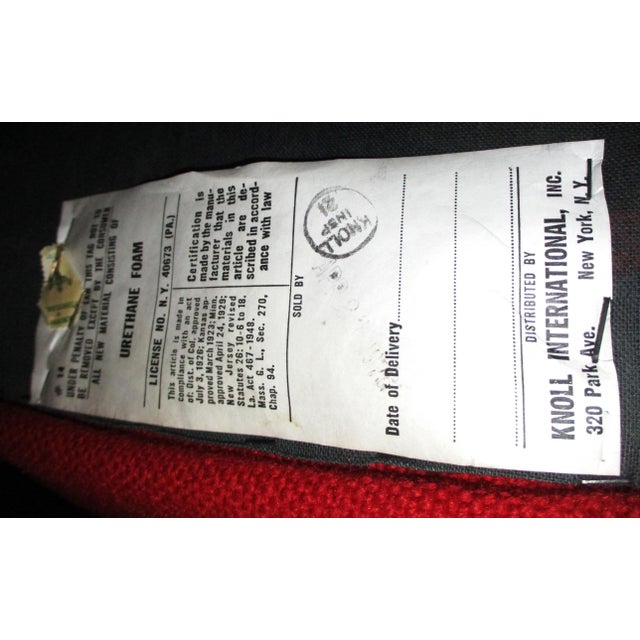 # 14
UNDER PENALTY OF LAW THIS TAG NOT TO
BE REMOVED EXCEPT BY THE CONSUMER
ALL NEW MATERIAL CONSISTING OF
URETHANE FOAM
LICENSE NO. N.Y. 40673 (PA.)
This article is made in
compliance with an act
of: Dist. of Col. approved
July 3, 1926; Kansas ap-
proved March 1923; Minn.
approved April 24, 1929;
New Jersey revised
Statutes 26: 10-6 to 18.
La. Act 467-1948.
Mass. G. L., Sec. 270,
Chap. 94.
Certification is
made by the manu-
facturer that the
materials in this
article are de-
scribed in accord-
ance with law
SOLD BY
KNOLL
INSP
21
Date of Delivery
DISTRIBUTED BY
KNOLL INTERNATIONAL, INC.
320 Park Ave. New York, N.Y.